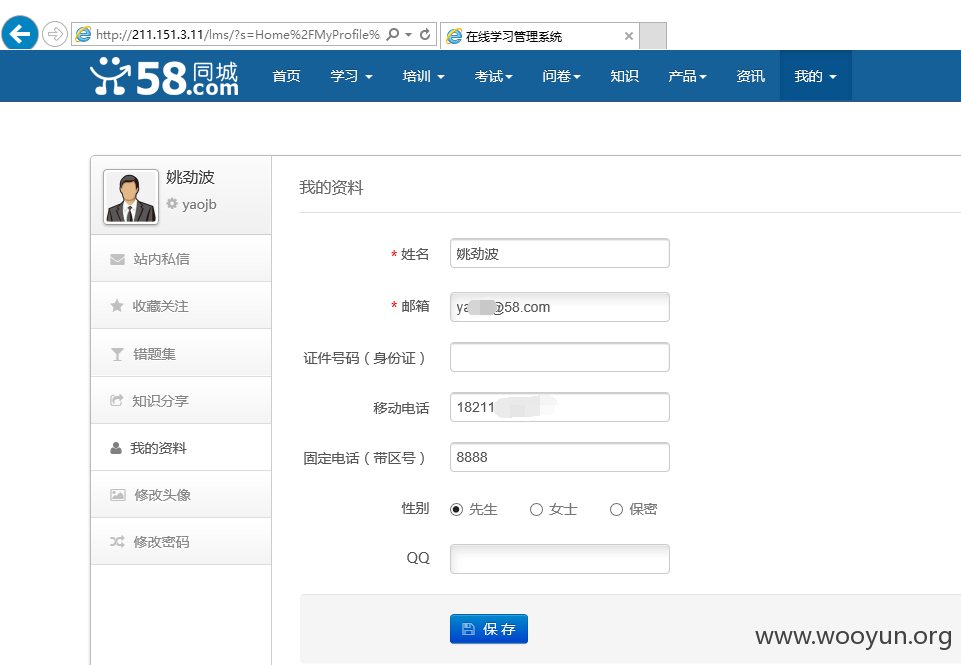 http://211.151.3.11/lms/?s=Home%2FMyProfile%
在线学习管理系统
58同城.com 首页 学习 培训 考试 问卷 知识 产品 资讯 我的
姚劲波
yaojb
站内私信
收藏关注
错题集
知识分享
我的资料
修改头像
修改密码
我的资料
* 姓名 姚劲波
* 邮箱 ya @58.com
证件号码（身份证）
移动电话 18211
固定电话（带区号） 8888
性别 先生 女士 保密
QQ
保存
www.wooyun.org